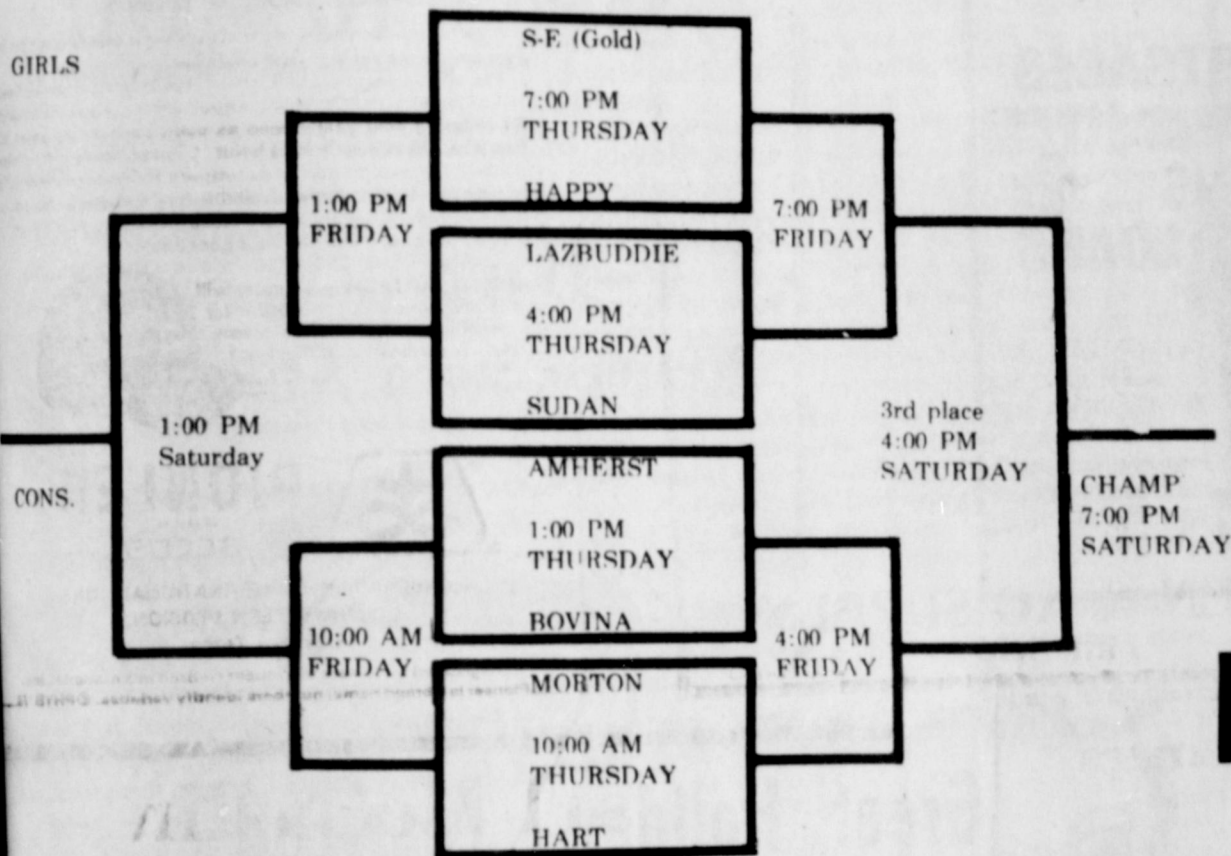 GIRLS
S-E (Gold)
7:00 PM
THURSDAY
HAPPY
1:00 PM
FRIDAY
7:00 PM
FRIDAY
LAZBUDDIE
4:00 PM
THURSDAY
SUDAN
1:00 PM
Saturday
3rd place
4:00 PM
SATURDAY
CONS.
AMHERST
1:00 PM
THURSDAY
BOVINA
CHAMP
7:00 PM
SATURDAY
10:00 AM
FRIDAY
4:00 PM
FRIDAY
MORTON
10:00 AM
THURSDAY
HART